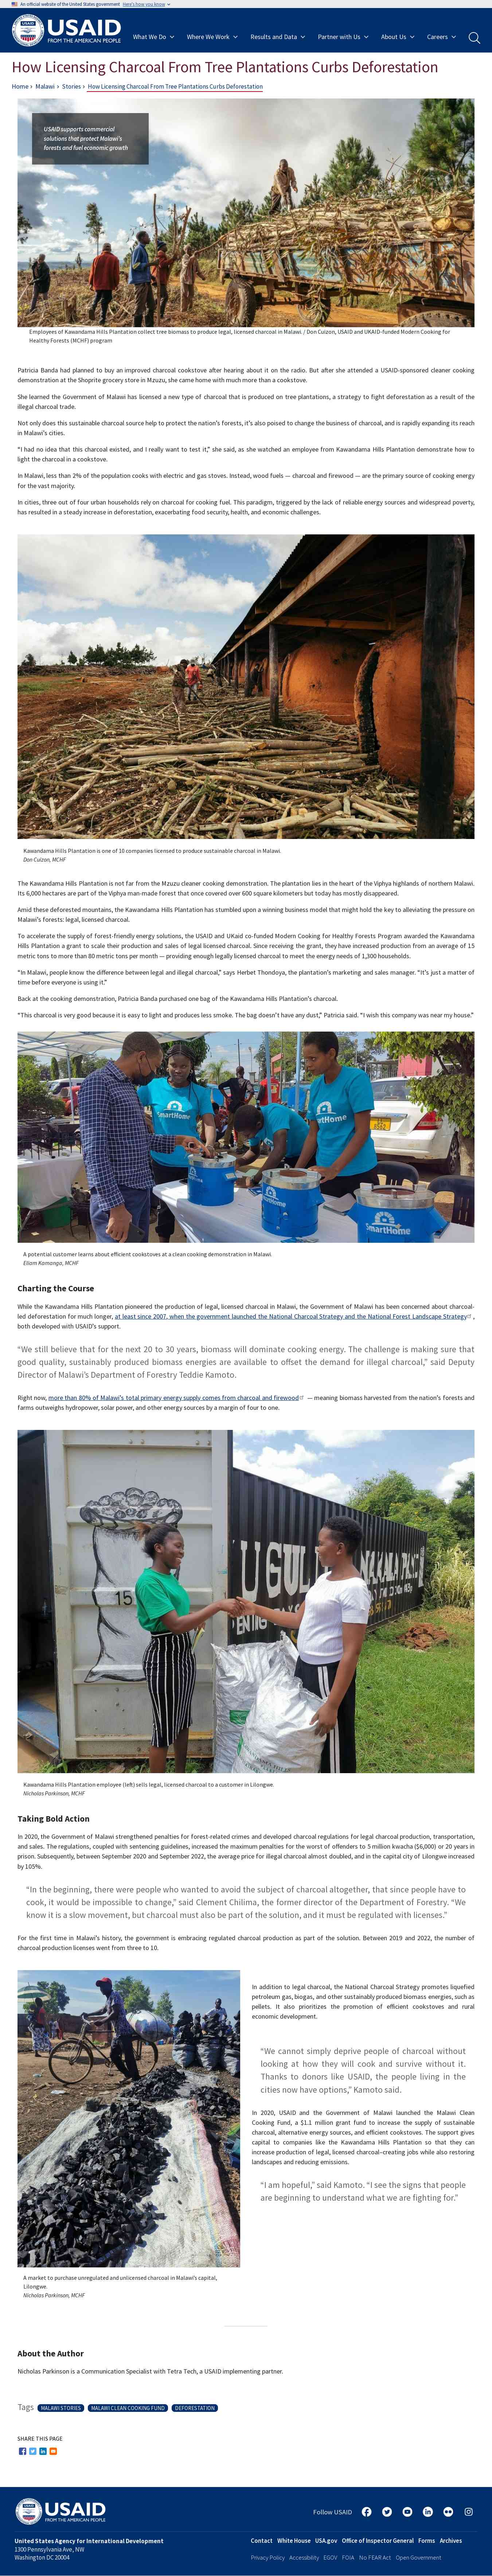 An official website of the United States government Here's how you know
USAID
FROM THE AMERICAN PEOPLE
What We Do
Where We Work
Results and Data
Partner with Us
About Us
Careers
How Licensing Charcoal From Tree Plantations Curbs Deforestation
Home › Malawi › Stories › How Licensing Charcoal From Tree Plantations Curbs Deforestation
USAID supports commercial
solutions that protect Malawi's
forests and fuel economic growth
Employees of Kawandama Hills Plantation collect tree biomass to produce legal, licensed charcoal in Malawi. / Don Cuizon, USAID and UKAID-funded Modern Cooking for
Healthy Forests (MCHF) program
Patricia Banda had planned to buy an improved charcoal cookstove after hearing about it on the radio. But after she attended a USAID-sponsored cleaner cooking
demonstration at the Shoprite grocery store in Mzuzu, she came home with much more than a cookstove.
She learned the Government of Malawi has licensed a new type of charcoal that is produced on tree plantations, a strategy to fight deforestation as a result of the
illegal charcoal trade.
Not only does this sustainable charcoal source help to protect the nation's forests, it's also poised to change the business of charcoal, and is rapidly expanding its reach
in Malawi's cities.
“I had no idea that this charcoal existed, and I really want to test it,” she said, as she watched an employee from Kawandama Hills Plantation demonstrate how to
light the charcoal in a cookstove.
In Malawi, less than 2% of the population cooks with electric and gas stoves. Instead, wood fuels — charcoal and firewood — are the primary source of cooking energy
for the vast majority.
In cities, three out of four urban households rely on charcoal for cooking fuel. This paradigm, triggered by the lack of reliable energy sources and widespread poverty,
has resulted in a steady increase in deforestation, exacerbating food security, health, and economic challenges.
Kawandama Hills Plantation is one of 10 companies licensed to produce sustainable charcoal in Malawi.
Don Cuizon, MCHF
The Kawandama Hills Plantation is not far from the Mzuzu cleaner cooking demonstration. The plantation lies in the heart of the Viphya highlands of northern Malawi.
Its 6,000 hectares are part of the Viphya man-made forest that once covered over 600 square kilometers but today has mostly disappeared.
Amid these deforested mountains, the Kawandama Hills Plantation has stumbled upon a winning business model that might hold the key to alleviating the pressure on
Malawi's forests: legal, licensed charcoal.
To accelerate the supply of forest-friendly energy solutions, the USAID and UKaid co-funded Modern Cooking for Healthy Forests Program awarded the Kawandama
Hills Plantation a grant to scale their production and sales of legal licensed charcoal. Since receiving the grant, they have increased production from an average of 15
metric tons to more than 80 metric tons per month — providing enough legally licensed charcoal to meet the energy needs of 1,300 households.
“In Malawi, people know the difference between legal and illegal charcoal,” says Herbet Thondoya, the plantation's marketing and sales manager. “It's just a matter of
time before everyone is using it.”
Back at the cooking demonstration, Patricia Banda purchased one bag of the Kawandama Hills Plantation's charcoal.
“This charcoal is very good because it is easy to light and produces less smoke. The bag doesn't have any dust,” Patricia said. “I wish this company was near my house.”
SmartHome
SmartHome
SmartHome
A potential customer learns about efficient cookstoves at a clean cooking demonstration in Malawi.
Eliam Kamanga, MCHF
Charting the Course
While the Kawandama Hills Plantation pioneered the production of legal, licensed charcoal in Malawi, the Government of Malawi has been concerned about charcoal-
led deforestation for much longer, at least since 2007, when the government launched the National Charcoal Strategy and the National Forest Landscape Strategy,
both developed with USAID's support.
“We still believe that for the next 20 to 30 years, biomass will dominate cooking energy. The challenge is making sure that
good quality, sustainably produced biomass energies are available to offset the demand for illegal charcoal,” said Deputy
Director of Malawi's Department of Forestry Teddie Kamoto.
Right now, more than 80% of Malawi's total primary energy supply comes from charcoal and firewood — meaning biomass harvested from the nation's forests and
farms outweighs hydropower, solar power, and other energy sources by a margin of four to one.
Kawandama Hills Plantation employee (left) sells legal, licensed charcoal to a customer in Lilongwe.
Nicholas Parkinson, MCHF
Taking Bold Action
In 2020, the Government of Malawi strengthened penalties for forest-related crimes and developed charcoal regulations for legal charcoal production, transportation,
and sales. The regulations, coupled with sentencing guidelines, increased the maximum penalties for the worst of offenders to 5 million kwacha ($6,000) or 20 years in
prison. Subsequently, between September 2020 and September 2022, the average price for illegal charcoal almost doubled, and in the capital city of Lilongwe increased
by 105%.
“In the beginning, there were people who wanted to avoid the subject of charcoal altogether, that since people have to
cook, it would be impossible to change,” said Clement Chilima, the former director of the Department of Forestry. “We
know it is a slow movement, but charcoal must also be part of the solution, and it must be regulated with licenses.”
For the first time in Malawi's history, the government is embracing regulated charcoal production as part of the solution. Between 2019 and 2022, the number of
charcoal production licenses went from three to 10.
In addition to legal charcoal, the National Charcoal Strategy promotes liquefied
petroleum gas, biogas, and other sustainably produced biomass energies, such as
pellets. It also prioritizes the promotion of efficient cookstoves and rural
economic development.
“We cannot simply deprive people of charcoal without
looking at how they will cook and survive without it.
Thanks to donors like USAID, the people living in the
cities now have options,” Kamoto said.
In 2020, USAID and the Government of Malawi launched the Malawi Clean
Cooking Fund, a $1.1 million grant fund to increase the supply of sustainable
charcoal, alternative energy sources, and efficient cookstoves. The support gives
capital to companies like the Kawandama Hills Plantation so that they can
increase production of legal, licensed charcoal–creating jobs while also restoring
landscapes and reducing emissions.
“I am hopeful,” said Kamoto. “I see the signs that people
are beginning to understand what we are fighting for.”
A market to purchase unregulated and unlicensed charcoal in Malawi's capital,
Lilongwe.
Nicholas Parkinson, MCHF
About the Author
Nicholas Parkinson is a Communication Specialist with Tetra Tech, a USAID implementing partner.
Tags MALAWI STORIES MALAWI CLEAN COOKING FUND DEFORESTATION
SHARE THIS PAGE
USAID
FROM THE AMERICAN PEOPLE
Follow USAID
United States Agency for International Development
1300 Pennsylvania Ave, NW
Washington DC 20004
Contact White House USA.gov Office of Inspector General Forms Archives
Privacy Policy Accessibility EGOV FOIA No FEAR Act Open Government